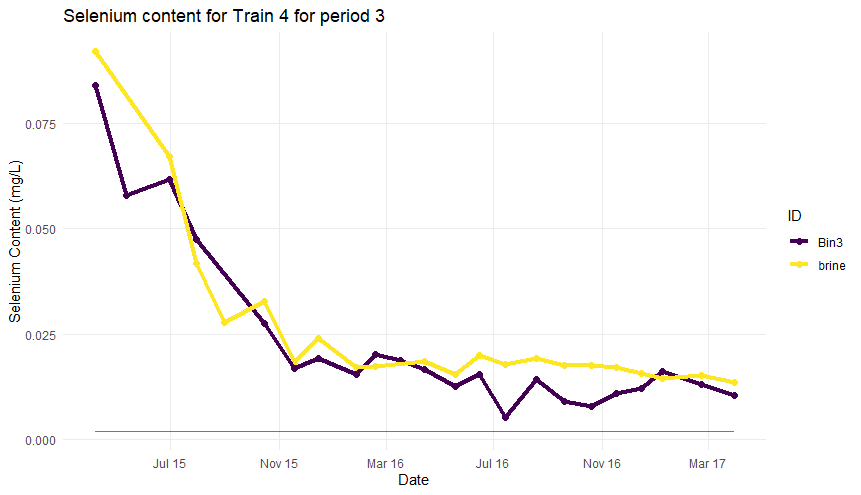 Selenium content for Train 4 for period 3
Selenium Content (mg/L)
0.075
0.050
0.025
0.000
Jul 15
Nov 15
Mar 16
Jul 16
Nov 16
Mar 17
Date
ID
Bin3
brine